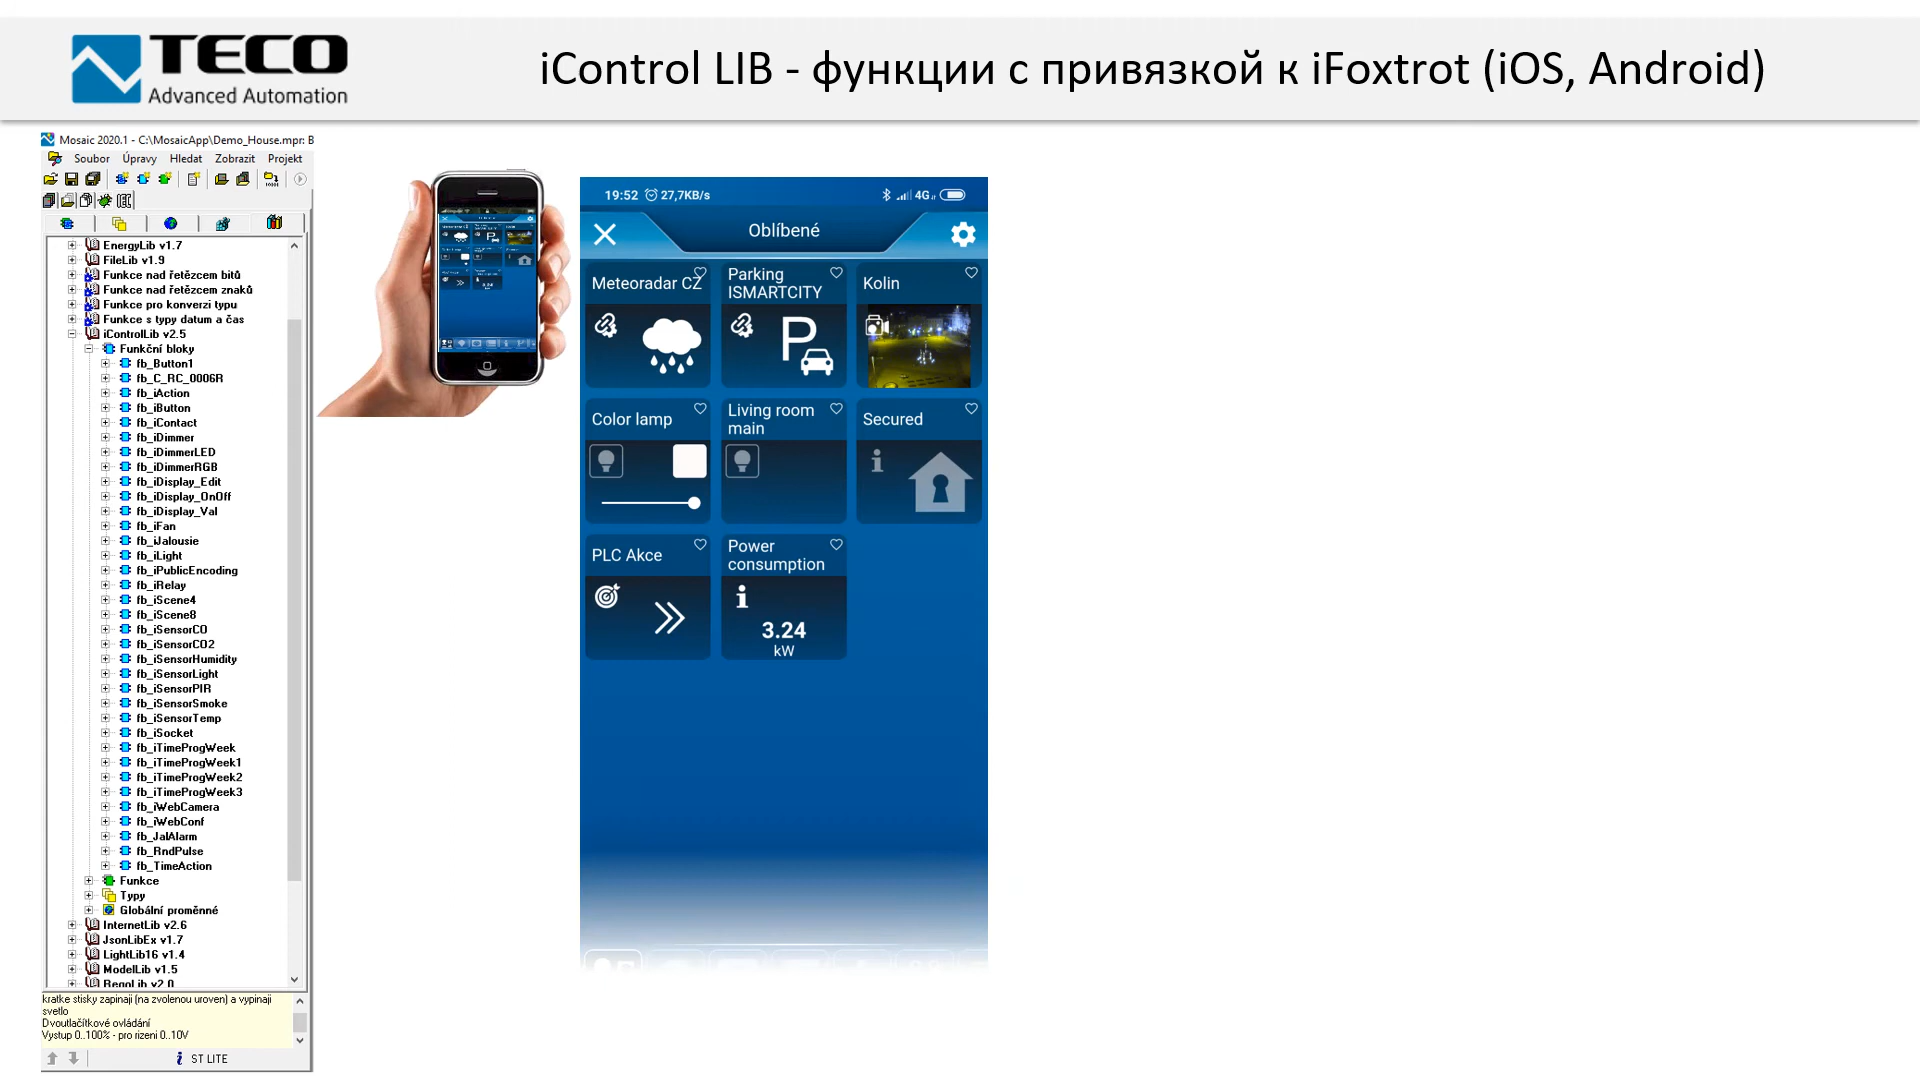 TECO
Advanced Automation
iControl LIB - функции с привязкой к iFoxtrot (iOS, Android)
Mosaic 2020.1 - C:\MosaicApp\Demo_House.mpr: B
Soubor Úpravy Hledat Zobrazit Projekt
EnergyLib v1.7
FileLib v1.9
Funkce nad řetězcem bitů
Funkce nad řetězcem znaků
Funkce pro konverzi typu
Funkce s typy datum a čas
iControlLib v2.5
Funkční bloky
fb_Button1
fb_C_RC_0006R
fb_iAction
fb_iButton
fb_iContact
fb_iDimmer
fb_iDimmerLED
fb_iDimmerRGB
fb_iDisplay_Edit
fb_iDisplay_OnOff
fb_iDisplay_Val
fb_iFan
fb_iJalousie
fb_iLight
fb_iPublicEncoding
fb_iRelay
fb_iScene4
fb_iScene8
fb_iSensorCO
fb_iSensorCO2
fb_iSensorHumidity
fb_iSensorLight
fb_iSensorPIR
fb_iSensorSmoke
fb_iSensorTemp
fb_iSocket
fb_iTimeProgWeek
fb_iTimeProgWeek1
fb_iTimeProgWeek2
fb_iTimeProgWeek3
fb_iWebCamera
fb_iWebConf
fb_JalAlarm
fb_RndPulse
fb_TimeAction
Funkce
Typy
Globální proměnné
InternetLib v2.6
JsonLibEx v1.7
LightLib16 v1.4
ModelLib v1.5
RegoLib v2.0
kratke stisky zapinaji (na zvolenou uroven) a vypinaji
svetlo
Dvoutlačítkové ovládání
Vystup 0..100% - pro rizeni 0..10V
ST LITE
19:52 27,7KB/s 4G
Oblíbené
Meteoradar CZ
Parking
ISMARTCITY
P
Kolin
Color lamp
Living room
main
Secured
PLC Akce
Power
consumption
3.24
kW